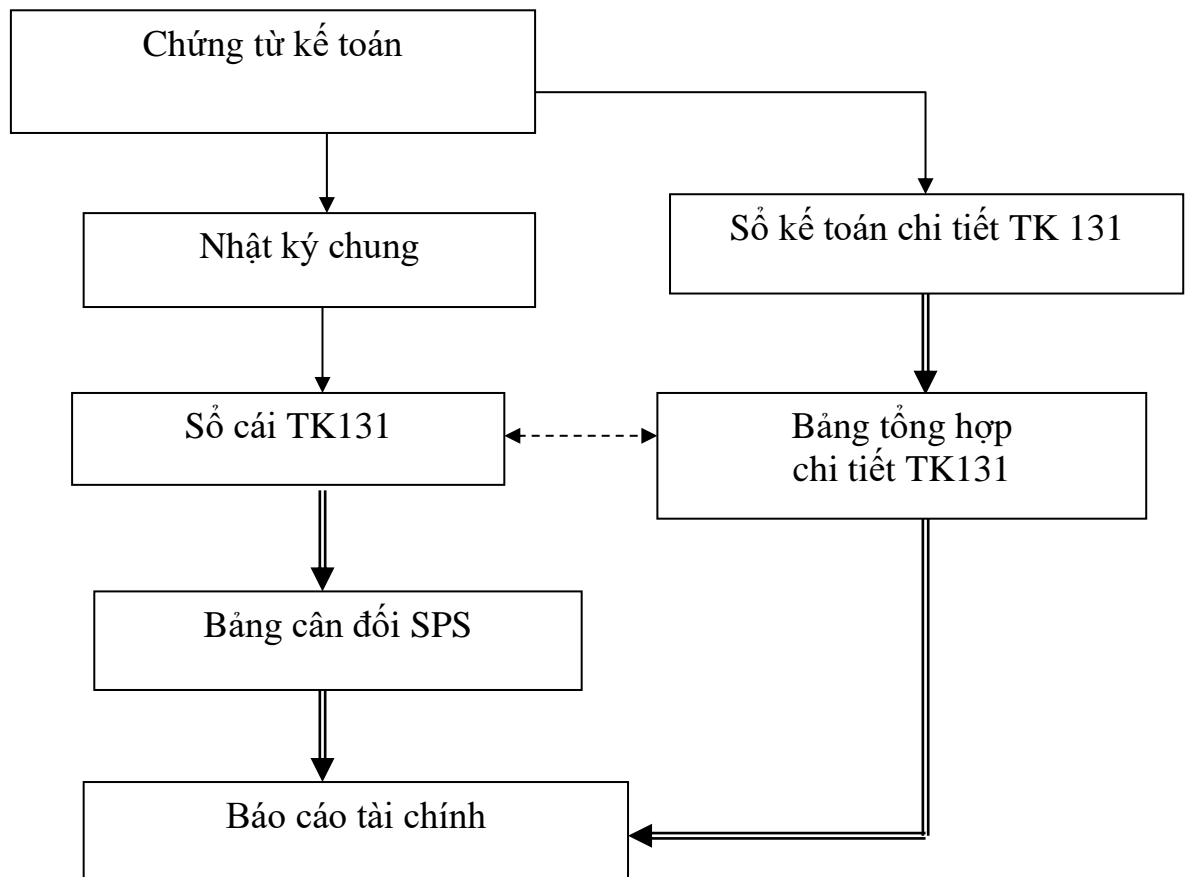 Chứng từ kế toán
Sổ kế toán chi tiết TK 131
Nhật ký chung
Sổ cái TK131
Bảng tổng hợp
chi tiết TK131
Bảng cân đối SPS
Báo cáo tài chính